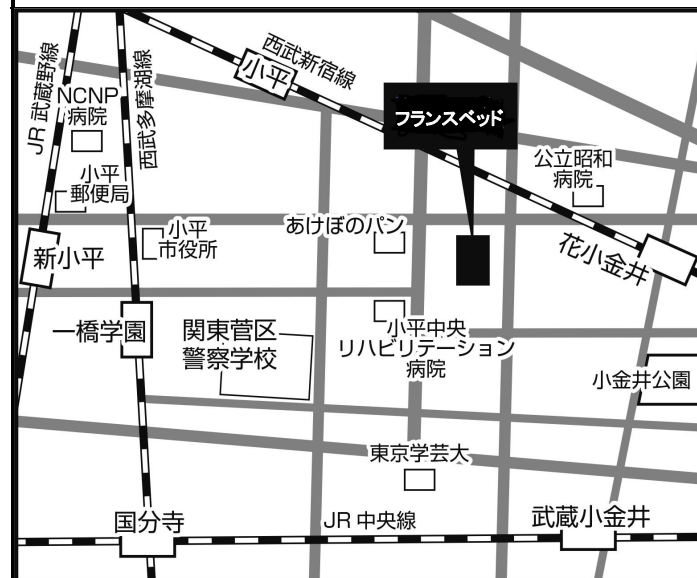 西武新宿線
小平
JR 武蔵野線
西武多摩湖線
NCNP
病院
フランスベッド
公立昭和
病院
小平
郵便局
あけぼのパン
小平
市役所
花小金井
新小平
一橋学園
関東菅区
警察学校
小平中央
リハビリテーション
病院
小金井公園
東京学芸大
国分寺
JR 中央線
武蔵小金井